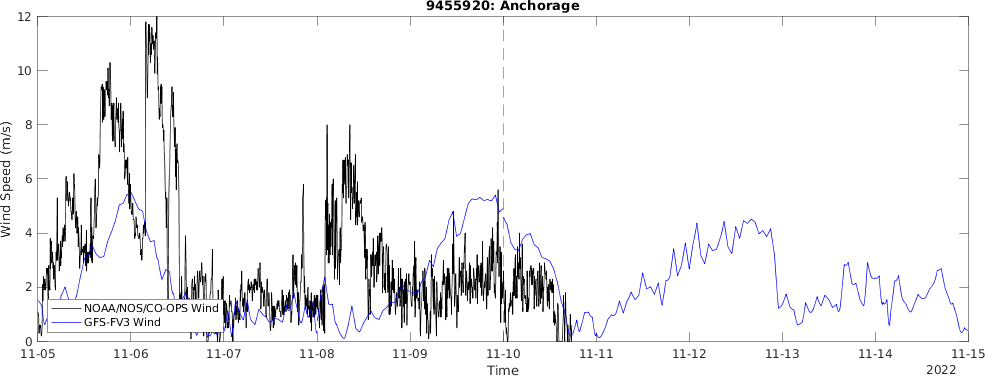 9455920: Anchorage
Wind Speed (m/s)
12
10
8
6
4
2
0
NOAA/NOS/CO-OPS Wind
GFS-FV3 Wind
11-05 11-06 11-07 11-08 11-09 11-10 11-11 11-12 11-13 11-14 11-15
Time
2022